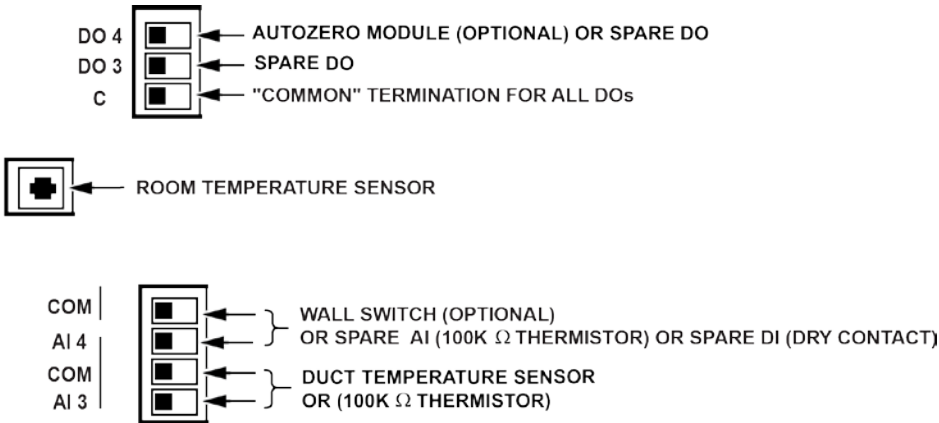 DO 4 AUTOZERO MODULE (OPTIONAL) OR SPARE DO
DO 3 SPARE DO
C "COMMON" TERMINATION FOR ALL DOs
ROOM TEMPERATURE SENSOR
COM WALL SWITCH (OPTIONAL)
AI 4 OR SPARE AI (100K Ω THERMISTOR) OR SPARE DI (DRY CONTACT)
COM DUCT TEMPERATURE SENSOR
AI 3 OR (100K Ω THERMISTOR)